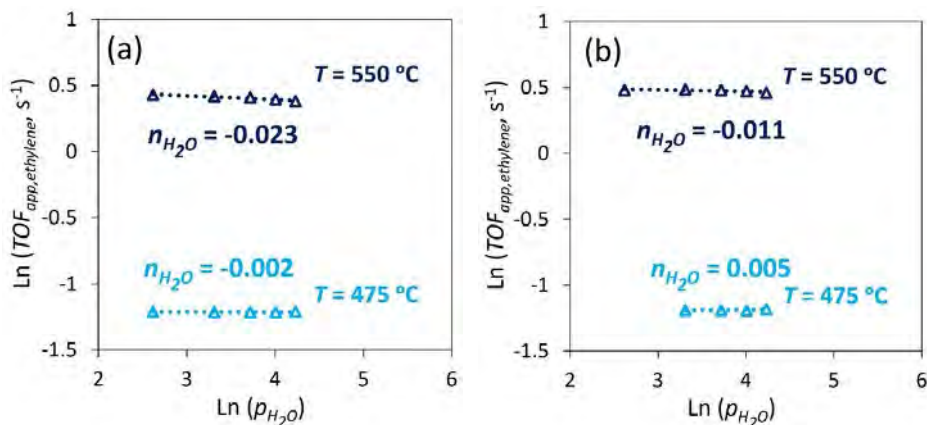 (a)
T = 550 °C
n_H2O = -0.023
n_H2O = -0.002
T = 475 °C
Ln (TOF_app,ethylene, s⁻¹)
1
0.5
0
-0.5
-1
-1.5
2
3
4
5
6
Ln (p_H2O)
(b)
T = 550 °C
n_H2O = -0.011
n_H2O = 0.005
T = 475 °C
Ln (TOF_app,ethylene, s⁻¹)
1
0.5
0
-0.5
-1
-1.5
2
3
4
5
6
Ln (p_H2O)